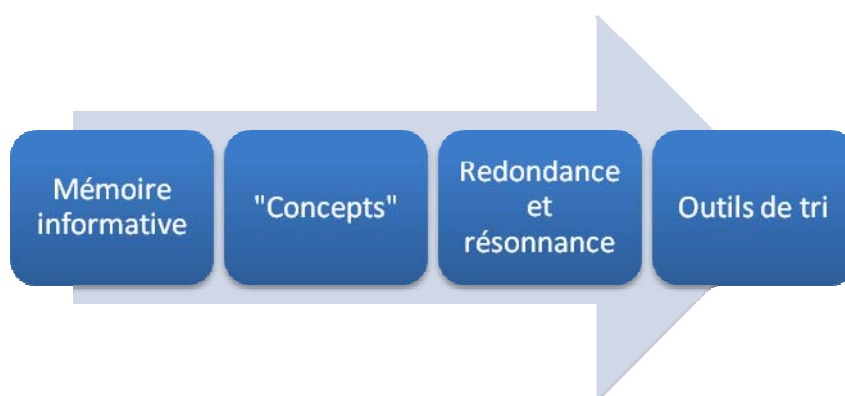 Mémoire
informative
"Concepts"
Redondance
et
résonnance
Outils de tri